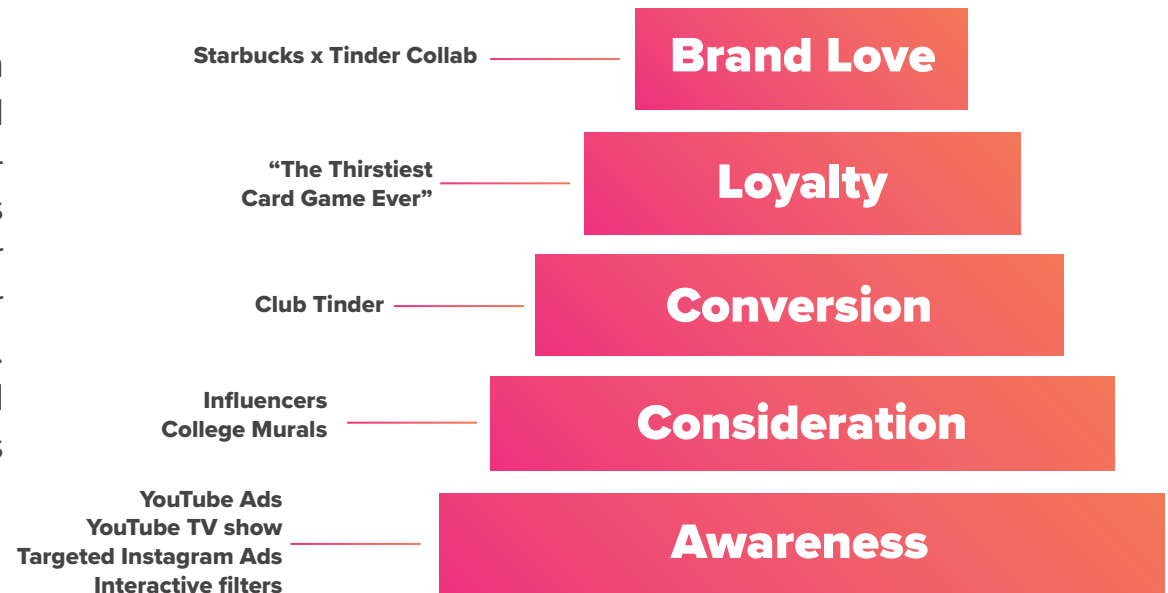 Starbucks x Tinder Collab
Brand Love
“The Thirstiest
Card Game Ever”
Loyalty
Club Tinder
Conversion
Influencers
College Murals
Consideration
YouTube Ads
YouTube TV show
Targeted Instagram Ads
Interactive filters
Awareness